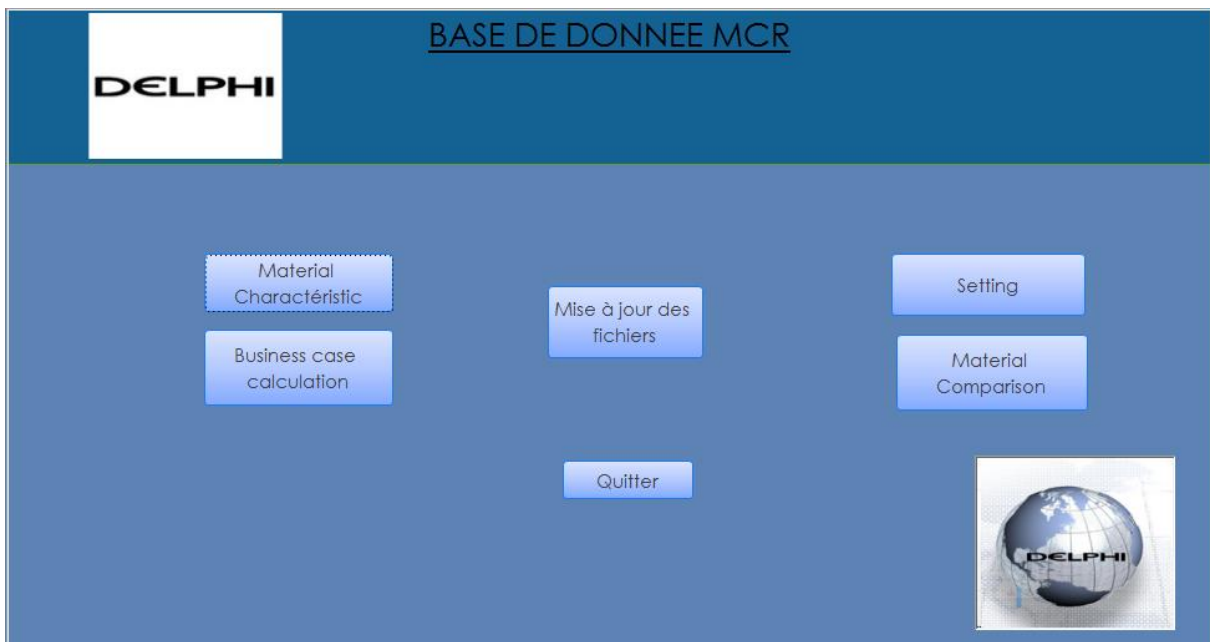 BASE DE DONNEE MCR
DELPHI
Material
Charactéristic
Business case
calculation
Mise à jour des
fichiers
Setting
Material
Comparison
Quitter
DELPHI